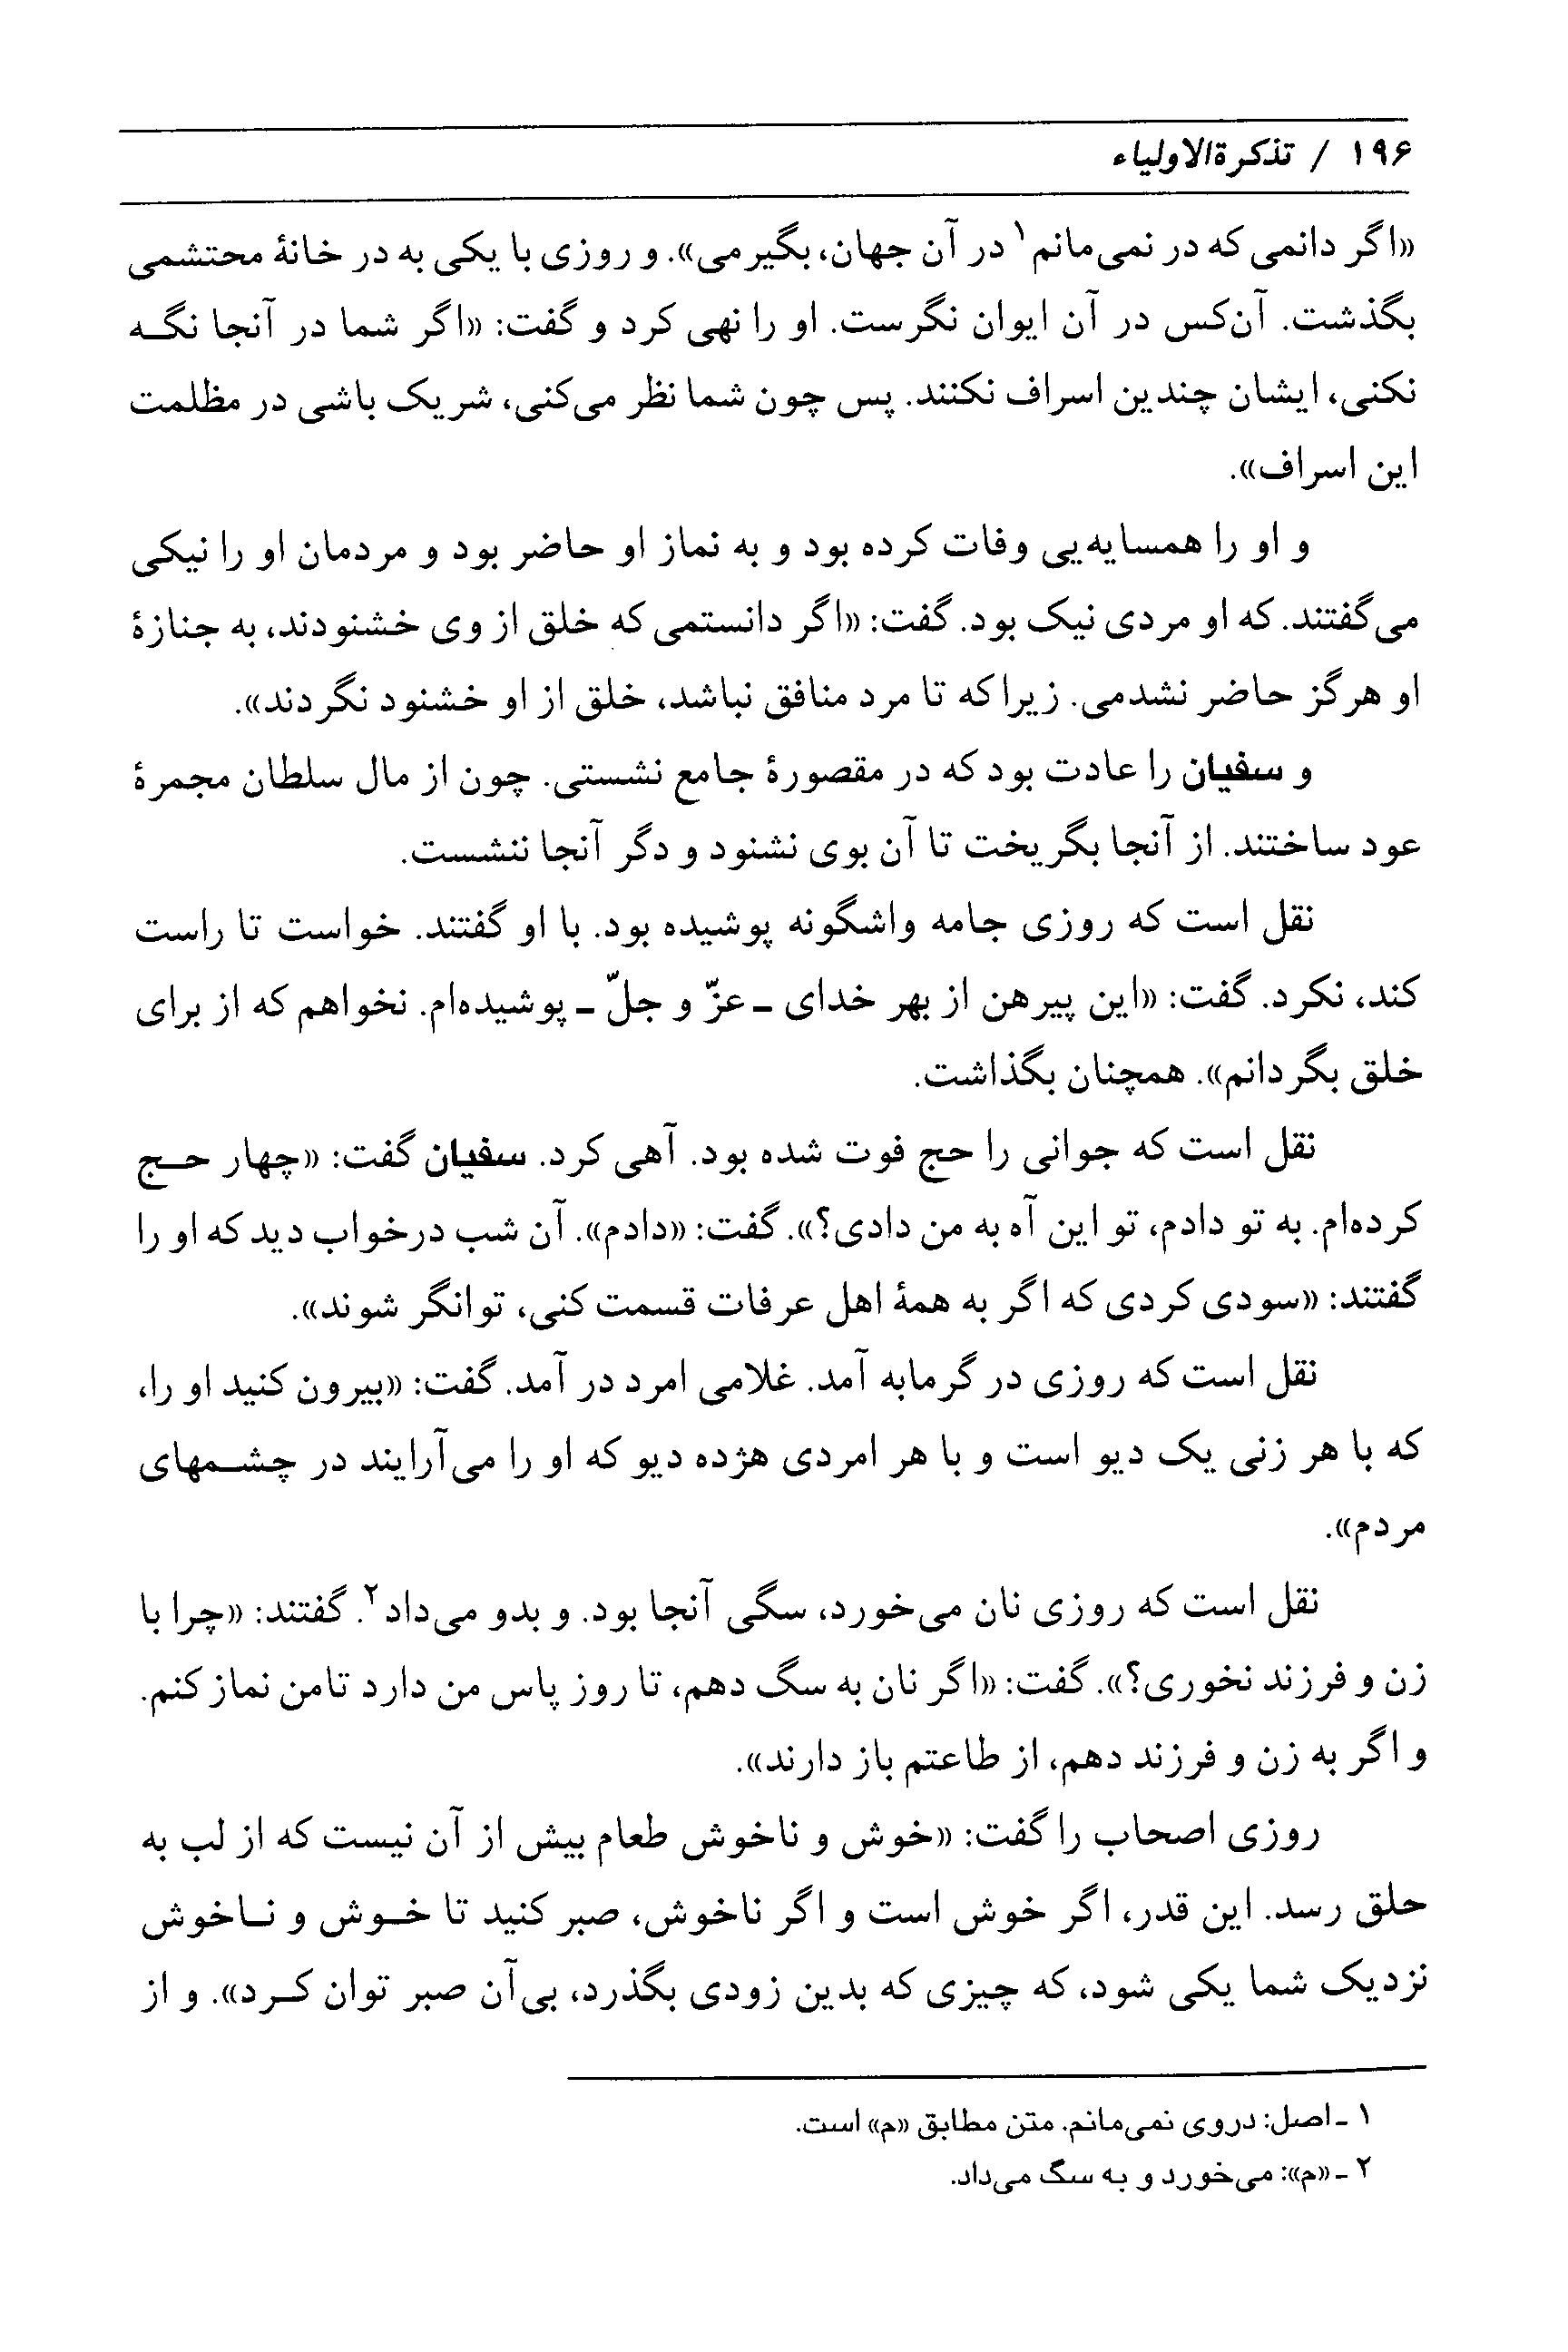 ۱۹۶ / تذکرة‌الاولیاء
«اگر دانمی که در نمی‌مانم۱ در آن جهان، بگیرمی». و روزی با یکی به در خانهٔ محتشمی
بگذشت. آن‌کس در آن ایوان نگرست. او را نهی کرد و گفت: «اگر شما در آنجا نگه
نکنی، ایشان چندین اسراف نکنند. پس چون شما نظر می‌کنی، شریک باشی در مظلمت
این اسراف».
و او را همسایه‌یی وفات کرده بود و به نماز او حاضر بود و مردمان او را نیکی
می‌گفتند. که او مردی نیک بود. گفت: «اگر دانستمی که خلق از وی خشنودند، به جنازهٔ
او هرگز حاضر نشدمی. زیرا که تا مرد منافق نباشد، خلق از او خشنود نگردند».
و سفیان را عادت بود که در مقصورهٔ جامع نشستی. چون از مال سلطان مجمرهٔ
عود ساختند. از آنجا بگریخت تا آن بوی نشنود و دگر آنجا ننشست.
نقل است که روزی جامه واشگونه پوشیده بود. با او گفتند. خواست تا راست
کند، نکرد. گفت: «این پیرهن از بهر خدای ـ عزّ و جلّ ـ پوشیده‌ام. نخواهم که از برای
خلق بگردانم». همچنان بگذاشت.
نقل است که جوانی را حج فوت شده بود. آهی کرد. سفیان گفت: «چهار حج
کرده‌ام. به تو دادم، تو این آه به من دادی؟». گفت: «دادم». آن شب درخواب دید که او را
گفتند: «سودی کردی که اگر به همهٔ اهل عرفات قسمت کنی، توانگر شوند».
نقل است که روزی در گرمابه آمد. غلامی امرد در آمد. گفت: «بیرون کنید او را،
که با هر زنی یک دیو است و با هر امردی هژده دیو که او را می‌آرایند در چشمهای
مردم».
نقل است که روزی نان می‌خورد، سگی آنجا بود. و بدو می‌داد۲. گفتند: «چرا با
زن و فرزند نخوری؟». گفت: «اگر نان به سگ دهم، تا روز پاس من دارد تامن نماز کنم.
و اگر به زن و فرزند دهم، از طاعتم باز دارند».
روزی اصحاب را گفت: «خوش و ناخوش طعام بیش از آن نیست که از لب به
حلق رسد. این قدر، اگر خوش است و اگر ناخوش، صبر کنید تا خوش و ناخوش
نزدیک شما یکی شود، که چیزی که بدین زودی بگذرد، بی‌آن صبر توان کرد». و از
۱ ـ اصل: دروی نمی‌مانم. متن مطابق «م» است.
۲ ـ «م»: می‌خورد و به سگ می‌داد.